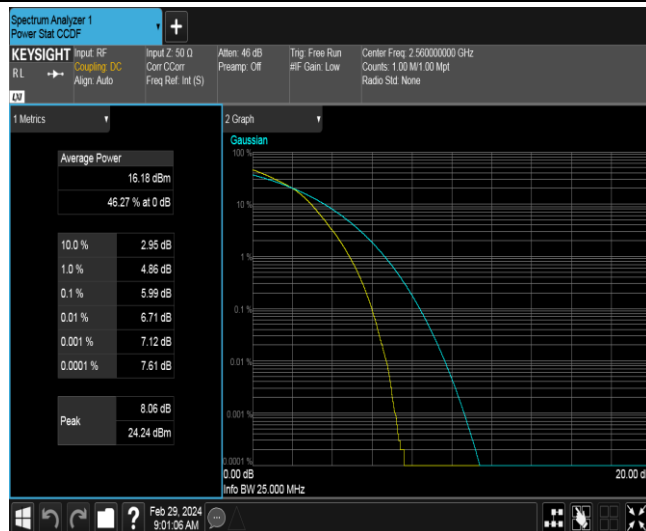 Spectrum Analyzer 1
Power Stat CCDF
+
KEYSIGHT
RL
Input: RF
Coupling: DC
Align: Auto
Input Z: 50 Ω
Corr CCorr
Freq Ref: Int (S)
Atten: 46 dB
Preamp: Off
Trig: Free Run
#IF Gain: Low
Center Freq: 2.560000000 GHz
Counts: 1.00 M/1.00 Mpt
Radio Std: None
1 Metrics
Average Power
16.18 dBm
46.27 % at 0 dB
10.0 % 2.95 dB
1.0 % 4.86 dB
0.1 % 5.99 dB
0.01 % 6.71 dB
0.001 % 7.12 dB
0.0001 % 7.61 dB
Peak
8.06 dB
24.24 dBm
2 Graph
Gaussian
100 %
10 %
1 %
0.1 %
0.01 %
0.001 %
0.0001 %
0.00 dB
20.00 d
Info BW 25.000 MHz
?
Feb 29, 2024
9:01:06 AM